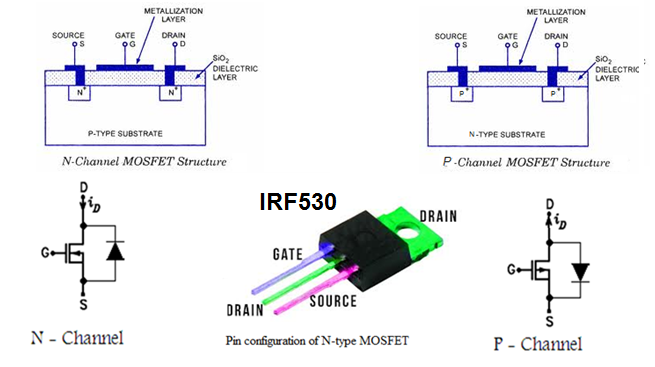 METALLIZATION
LAYER
SOURCE
S
GATE
G
DRAIN
D
SiO2
DIELECTRIC
LAYER
N+
N+
P-TYPE SUBSTRATE
N-Channel MOSFET Structure
METALLIZATION
LAYER
SOURCE
S
GATE
G
DRAIN
D
SiO2
DIELECTRIC
LAYER
P+
P+
N-TYPE SUBSTRATE
P-Channel MOSFET Structure
D
iD
G
S
N - Channel
IRF530
DRAIN
GATE
DRAIN
SOURCE
Pin configuration of N-type MOSFET
D
iD
G
S
P - Channel